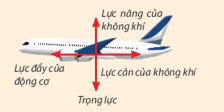 Lực nâng của
không khí
Lực đẩy của
động cơ
Lực cản của không khí
Trọng lực